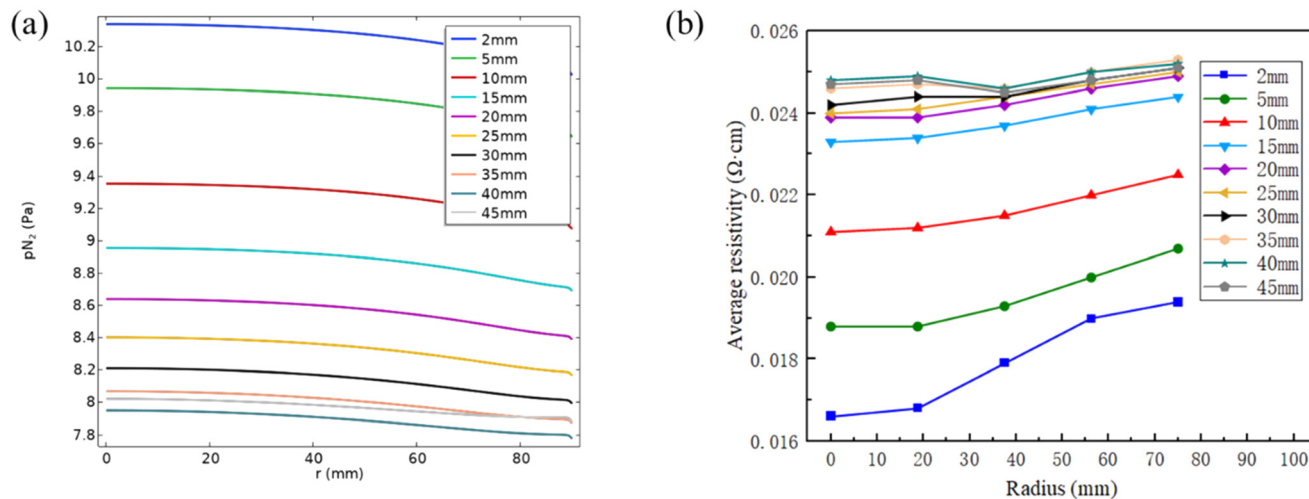 (a)
10.2
10
9.8
9.6
9.4
9.2
9
8.8
8.6
8.4
8.2
8
7.8
pN₂ (Pa)
0 20 40 60 80
r (mm)
2mm
5mm
10mm
15mm
20mm
25mm
30mm
35mm
40mm
45mm
(b)
0.026
0.024
0.022
0.020
0.018
0.016
Average resistivity (Ω·cm)
0 10 20 30 40 50 60 70 80 90 100
Radius (mm)
2mm
5mm
10mm
15mm
20mm
25mm
30mm
35mm
40mm
45mm